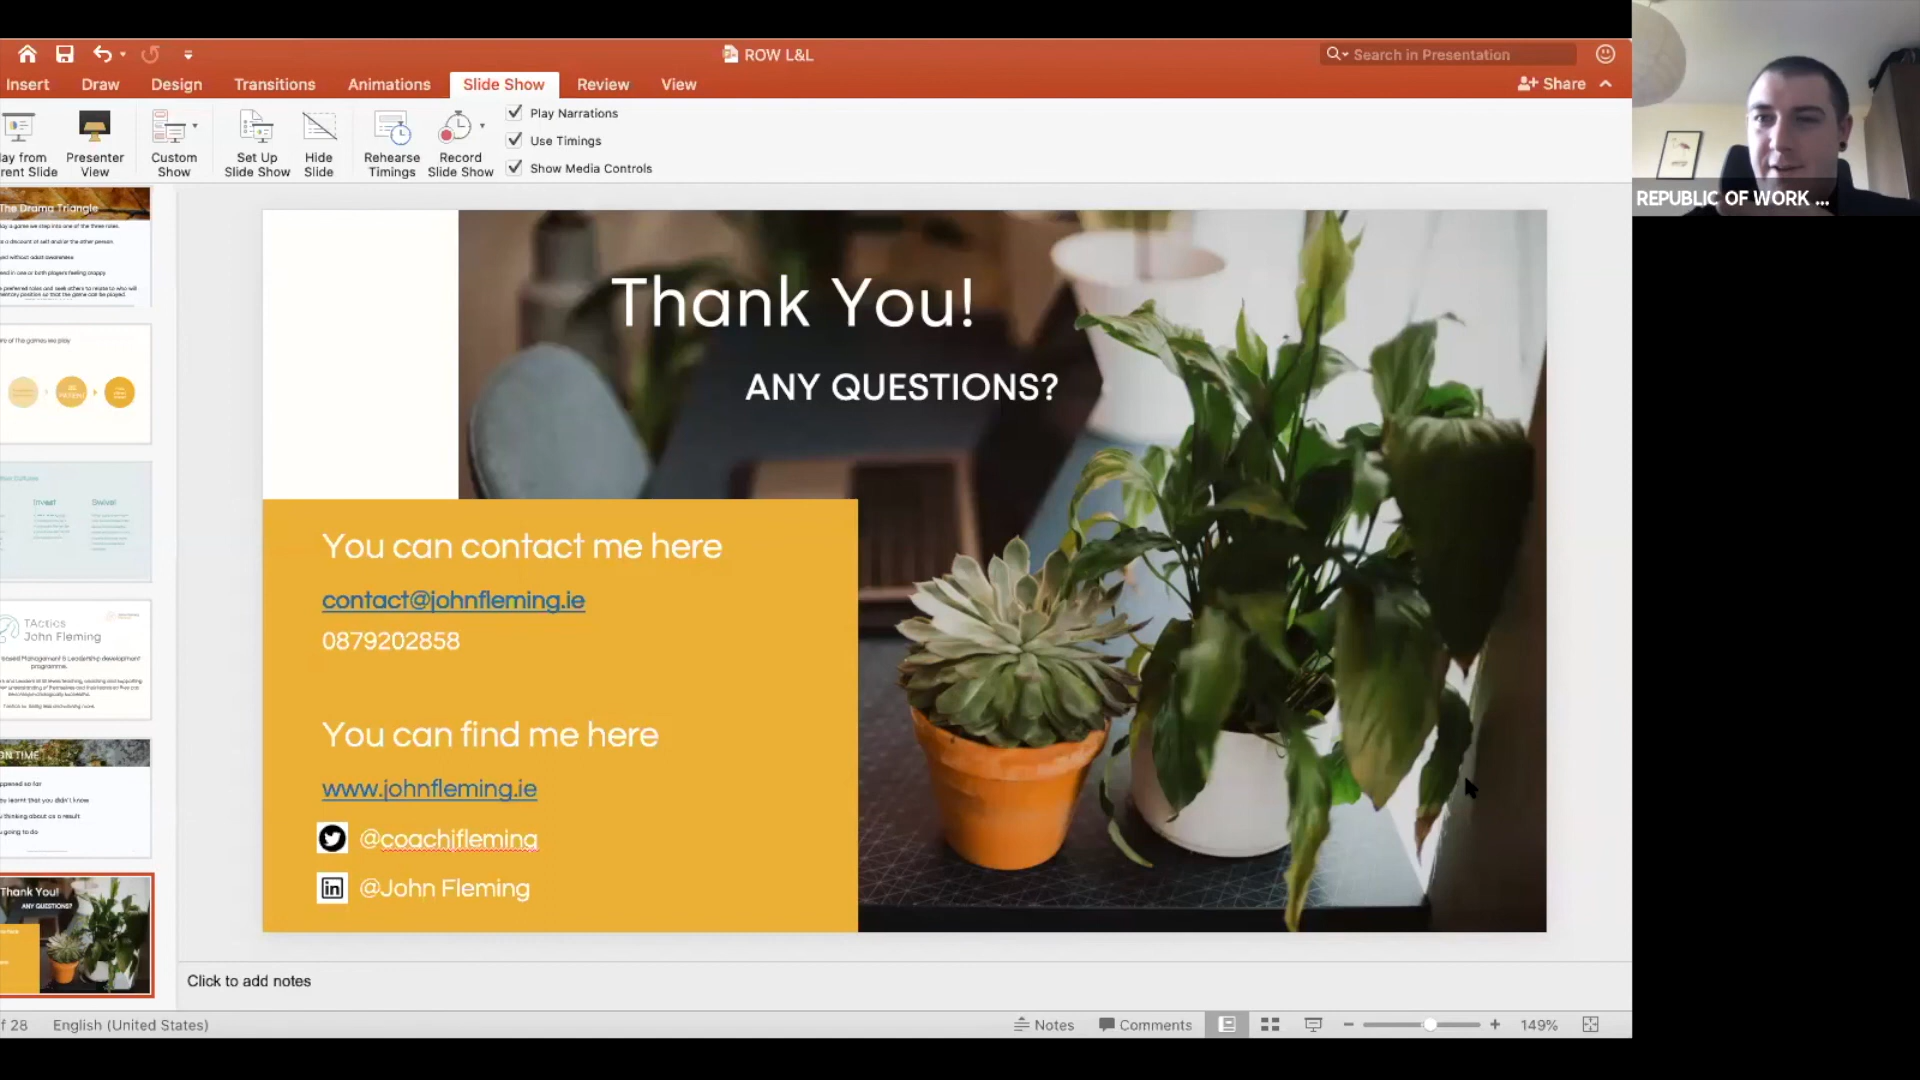 ROW L&L
Search in Presentation
Insert
Draw
Design
Transitions
Animations
Slide Show
Review
View
Share
Presenter View
Custom Show
Set Up Slide Show
Hide Slide
Rehearse Timings
Record Slide Show
Play Narrations
Use Timings
Show Media Controls
REPUBLIC OF WORK ...
The Drama Triangle
Invest
TActics
John Fleming
Thank You!
ANY QUESTIONS?
Thank You!
ANY QUESTIONS?
You can contact me here
contact@johnfleming.ie
0879202858
You can find me here
www.johnfleming.ie
@coachjfleming
in @John Fleming
Click to add notes
f 28
English (United States)
Notes
Comments
149%